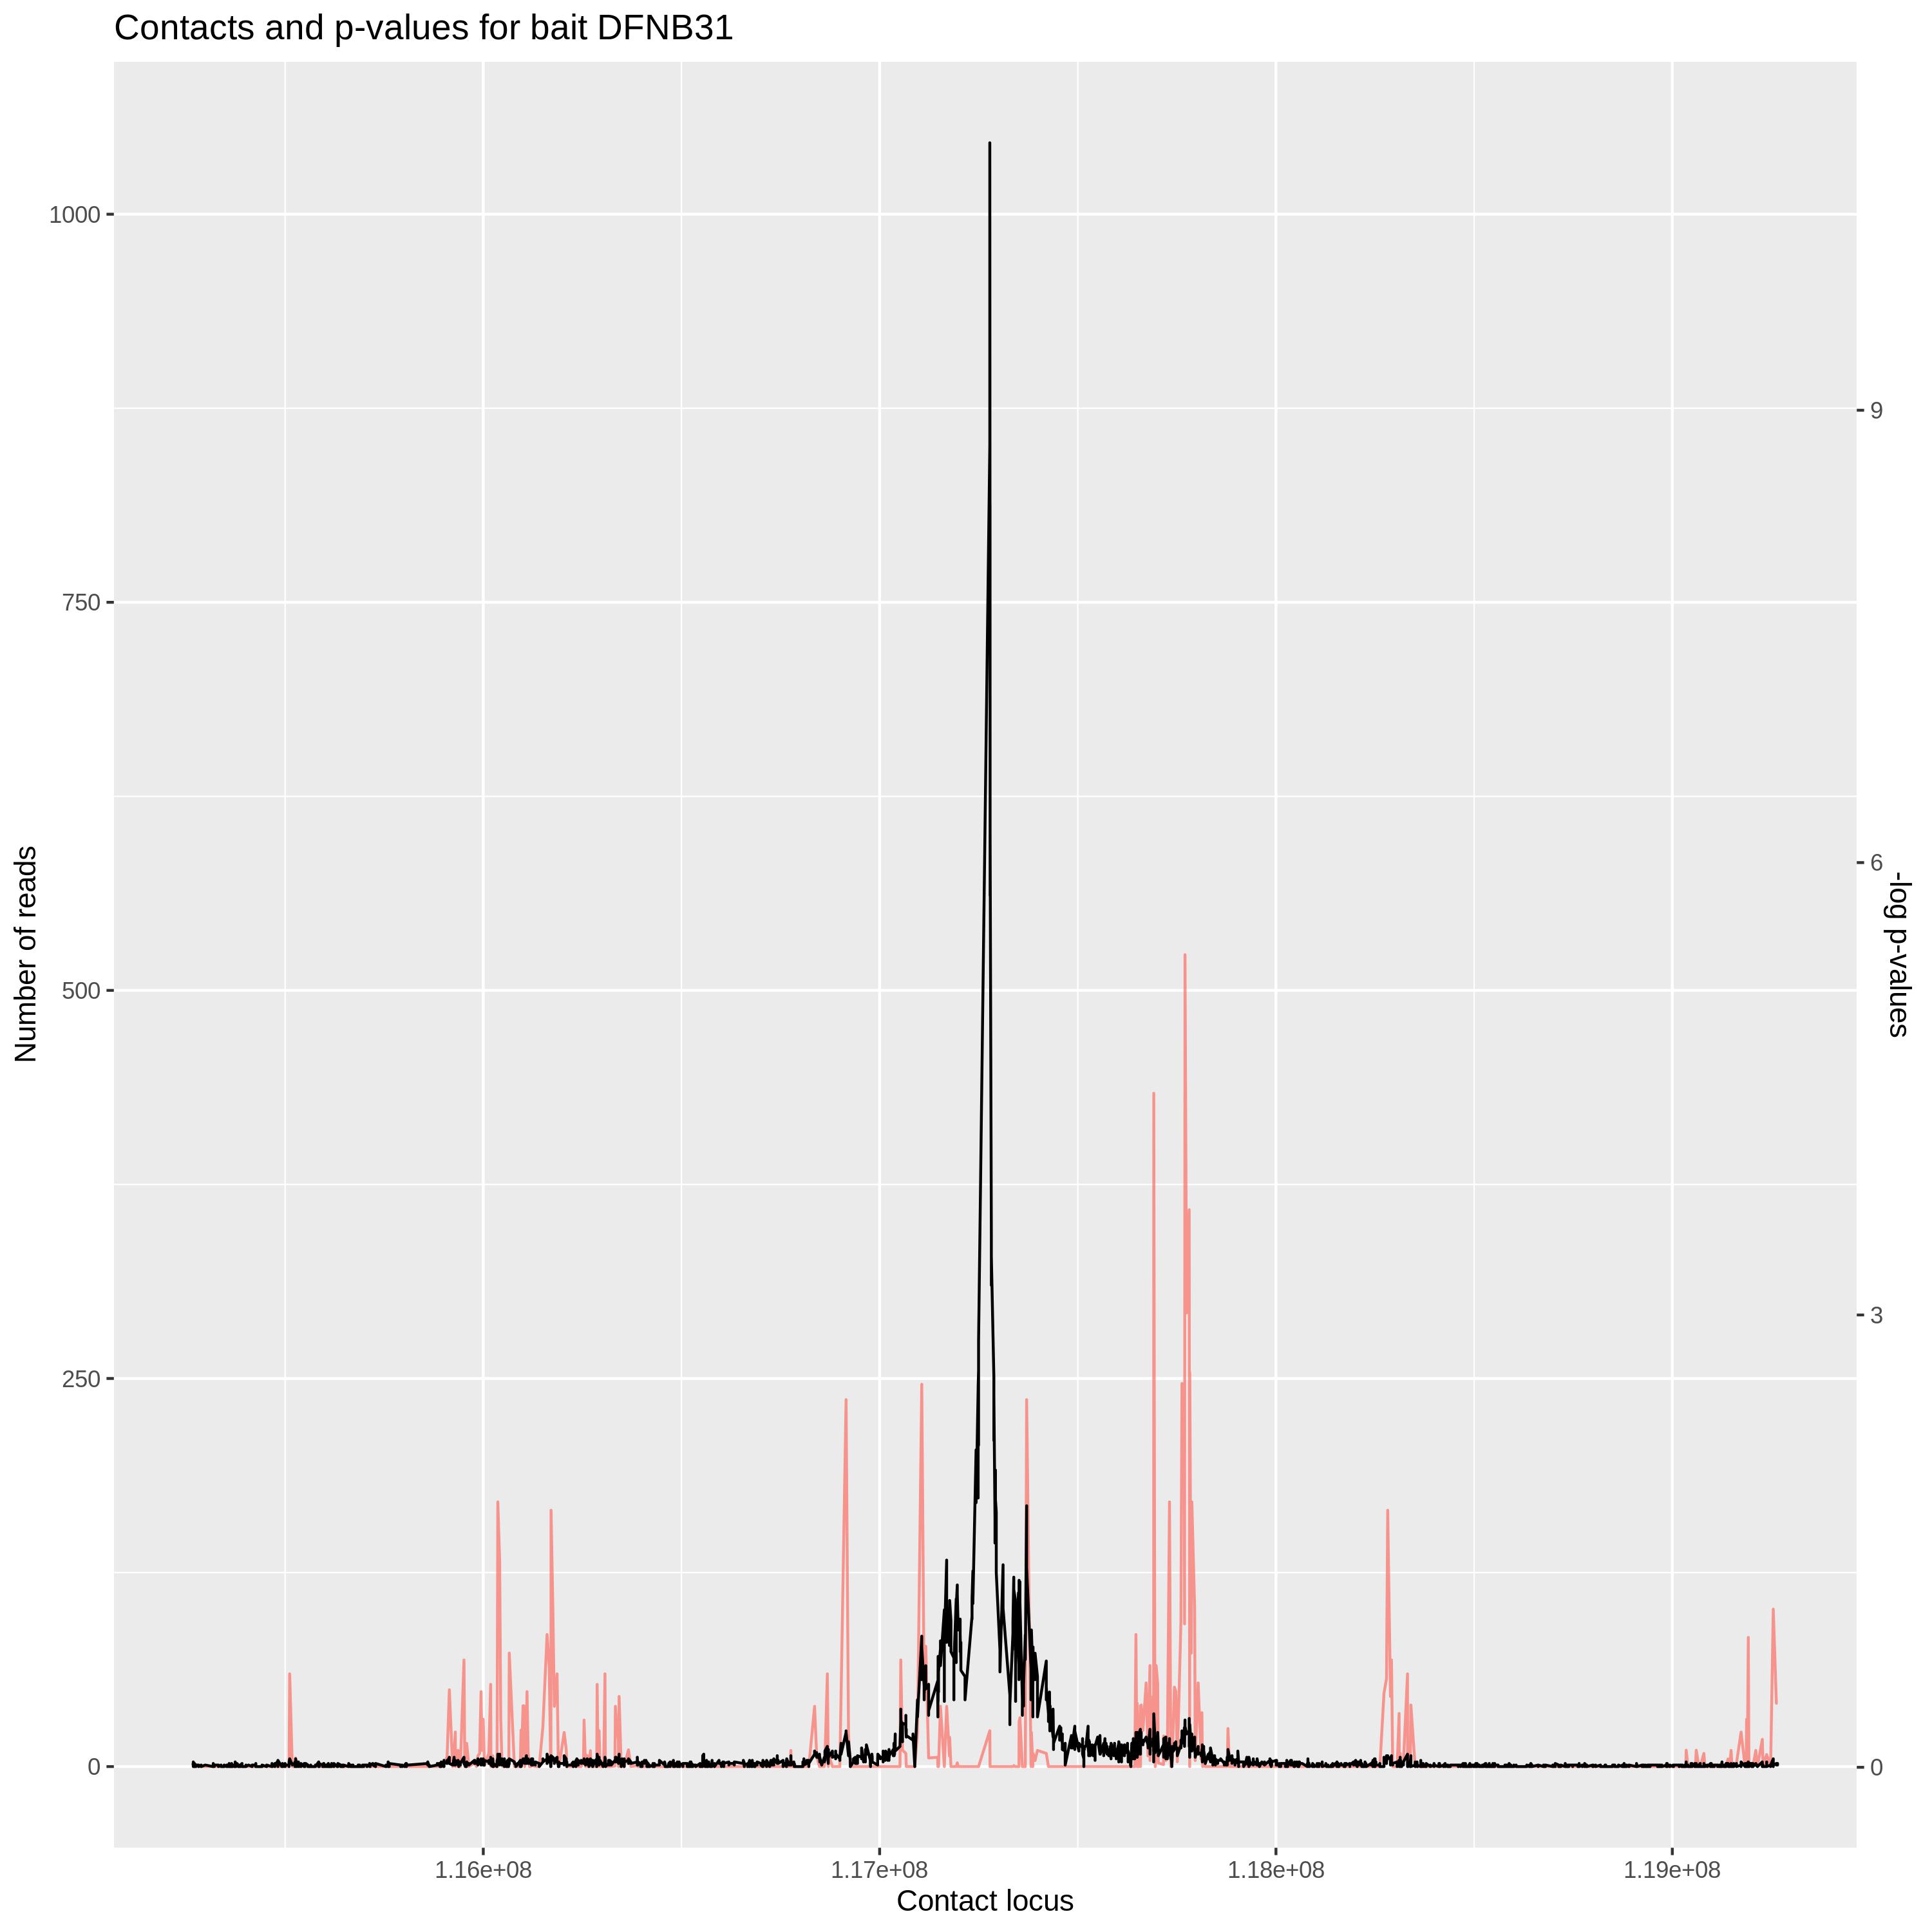 Contacts and p-values for bait DFNB31
1000
750
500
250
0
Number of reads
9
6
3
0
-log p-values
1.16e+08
1.17e+08
1.18e+08
1.19e+08
Contact locus